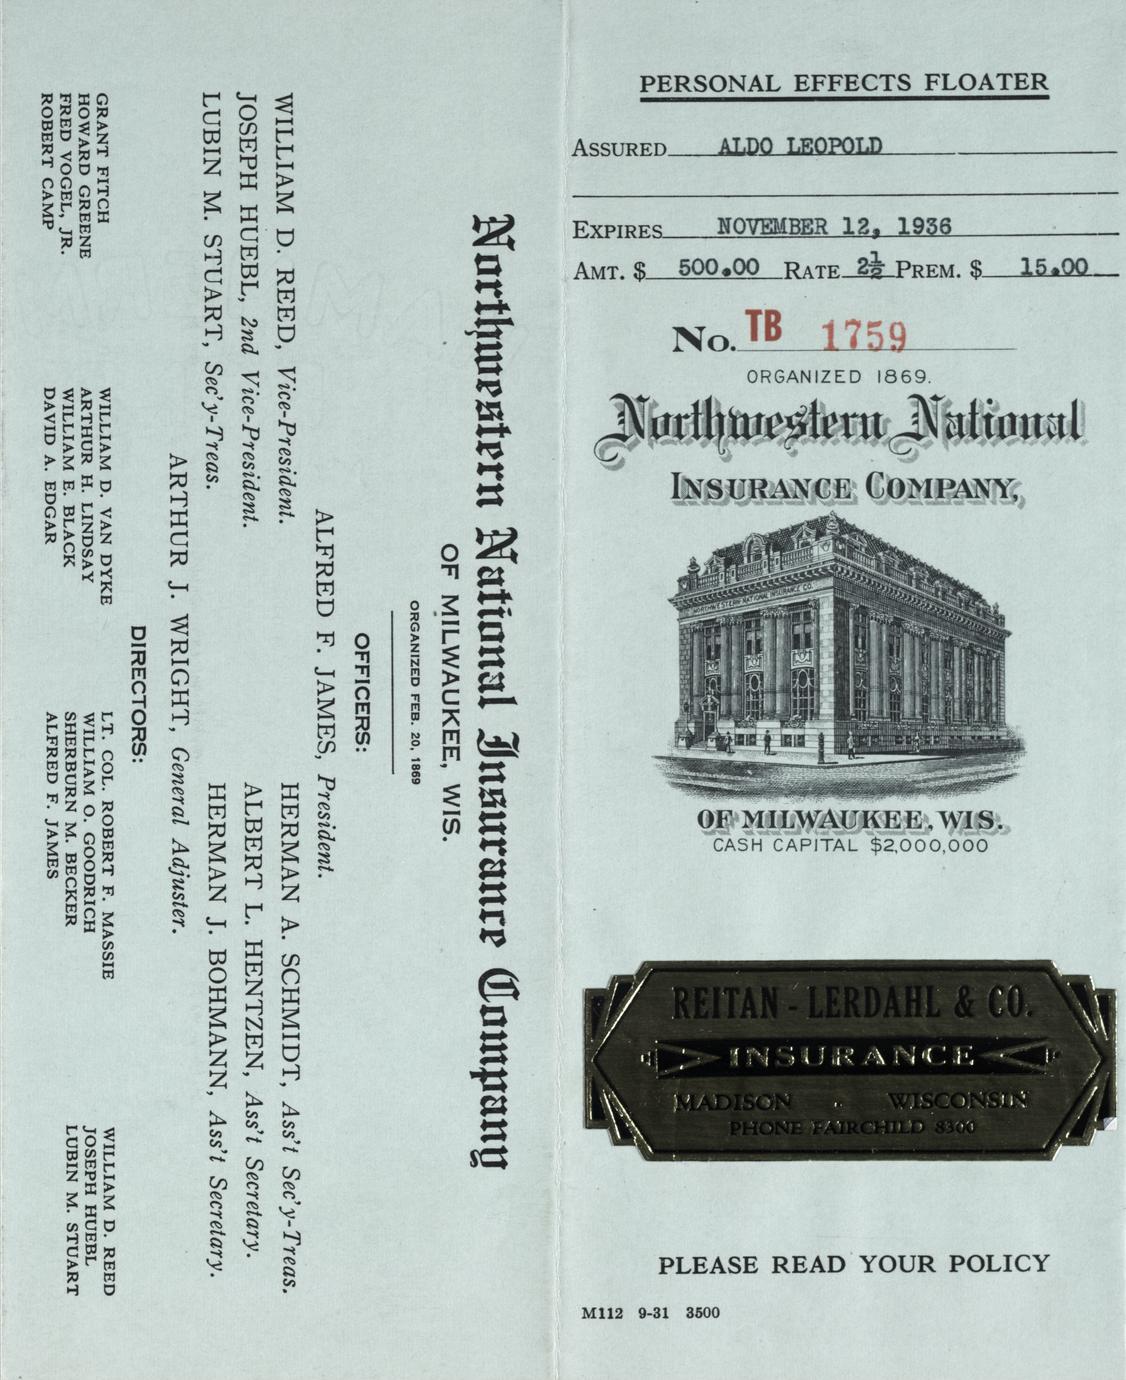 PERSONAL EFFECTS FLOATER
ASSURED ALDO LEOPOLD
EXPIRES NOVEMBER 12, 1936
AMT. $ 500.00 RATE 2½ PREM. $ 15.00
No. TB 1759
ORGANIZED 1869.
Northwestern National
INSURANCE COMPANY,
NORTHWESTERN NATIONAL INSURANCE CO.
OF MILWAUKEE, WIS.
CASH CAPITAL $2,000,000
REITAN - LERDAHL & CO.
INSURANCE
MADISON . WISCONSIN
PHONE FAIRCHILD 8300
PLEASE READ YOUR POLICY
M112 9-31 3500
Northwestern National Insurance Company
OF MILWAUKEE, WIS.
ORGANIZED FEB. 20, 1869
OFFICERS:
ALFRED F. JAMES, President.
WILLIAM D. REED, Vice-President. HERMAN A. SCHMIDT, Ass't Sec'y-Treas.
JOSEPH HUEBL, 2nd Vice-President. ALBERT L. HENTZEN, Ass't Secretary.
LUBIN M. STUART, Sec'y-Treas. HERMAN J. BOHMANN, Ass't Secretary.
ARTHUR J. WRIGHT, General Adjuster.
DIRECTORS:
GRANT FITCH WILLIAM D. VAN DYKE LT. COL. ROBERT F. MASSIE WILLIAM D. REED
HOWARD GREENE ARTHUR H. LINDSAY WILLIAM O. GOODRICH JOSEPH HUEBL
FRED VOGEL, JR. WILLIAM E. BLACK SHERBURN M. BECKER LUBIN M. STUART
ROBERT CAMP DAVID A. EDGAR ALFRED F. JAMES